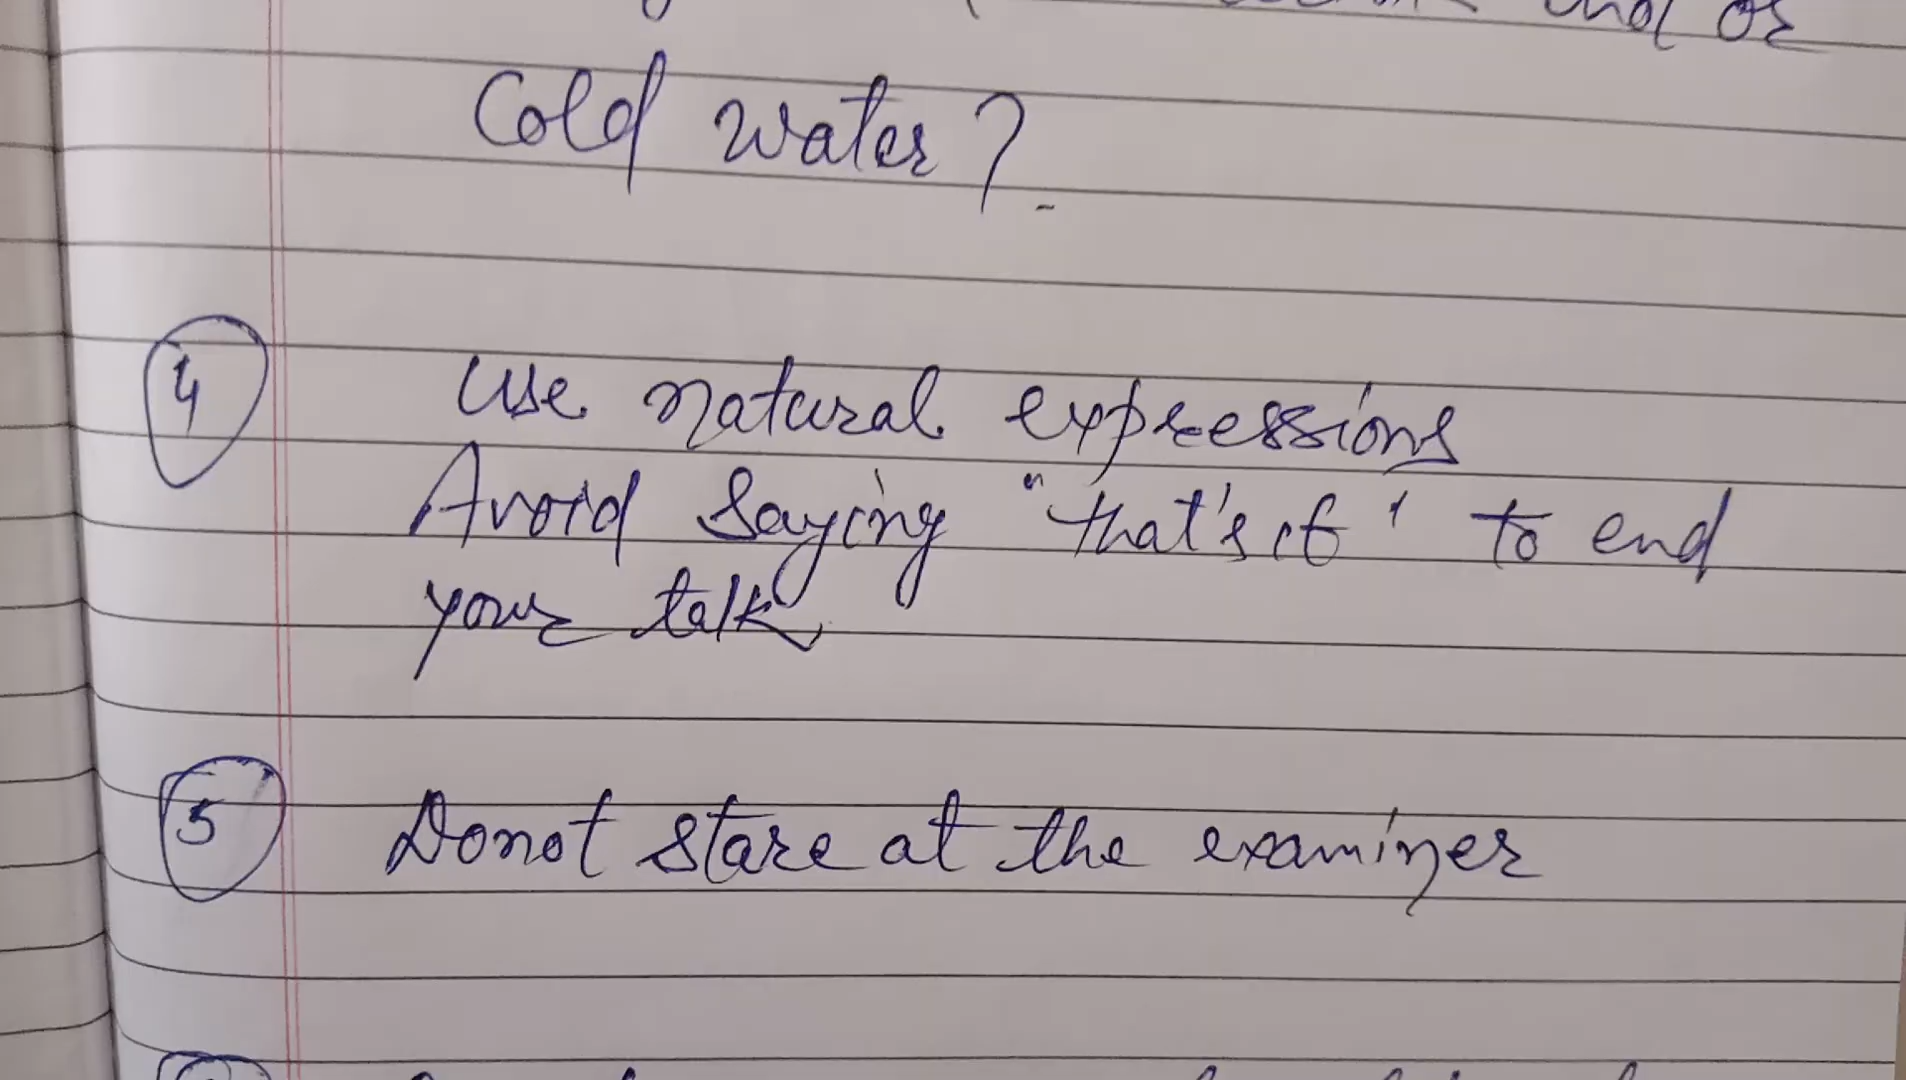 or
Cold water?
4 Use natural expressions
Avoid Saying "that's it' to end
your talk,
5 Donot stare at the examiner